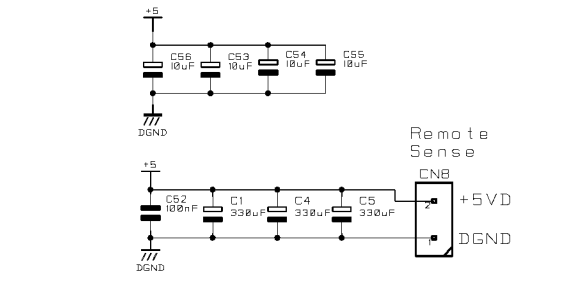 +5
C56
10uF
C53
10uF
C54
10uF
C55
10uF
DGND
Remote
Sense
+5
CN8
C52
100nF
C1
330uF
C4
330uF
C5
330uF
2
+5VD
1
DGND
DGND